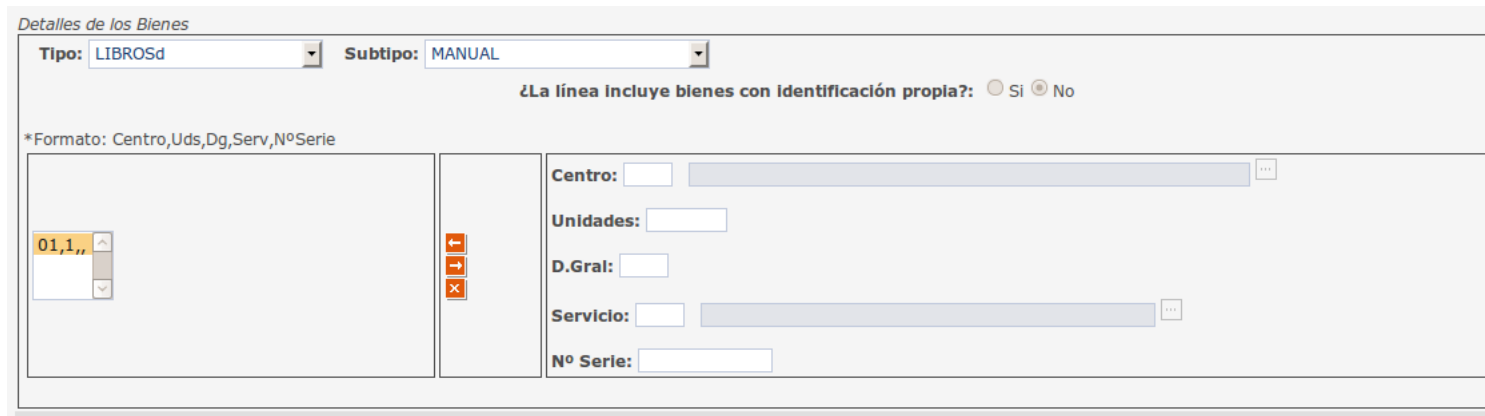 Detalles de los Bienes
Tipo: LIBROSd Subtipo: MANUAL
¿La línea incluye bienes con identificación propia?: Si No
*Formato: Centro,Uds,Dg,Serv,NºSerie
01,1,,
Centro: ...
Unidades:
D.Gral:
Servicio: ...
Nº Serie: